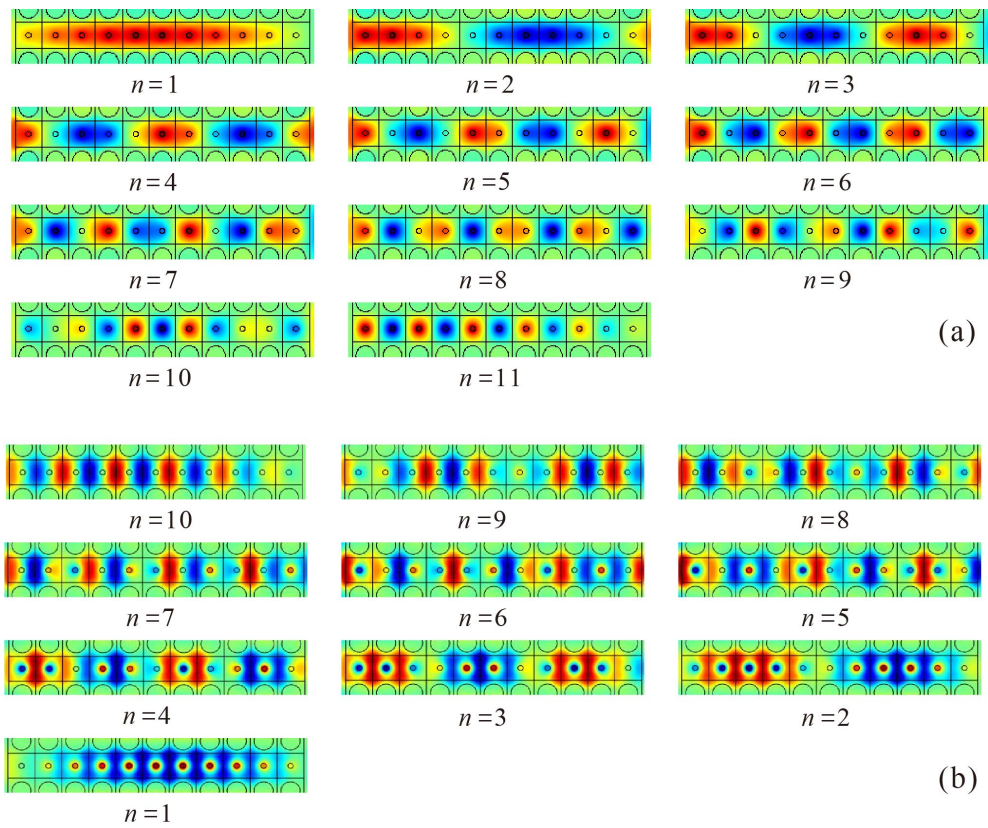 n=1 n=2 n=3
n=4 n=5 n=6
n=7 n=8 n=9
n=10 n=11 (a)
n=10 n=9 n=8
n=7 n=6 n=5
n=4 n=3 n=2
n=1 (b)